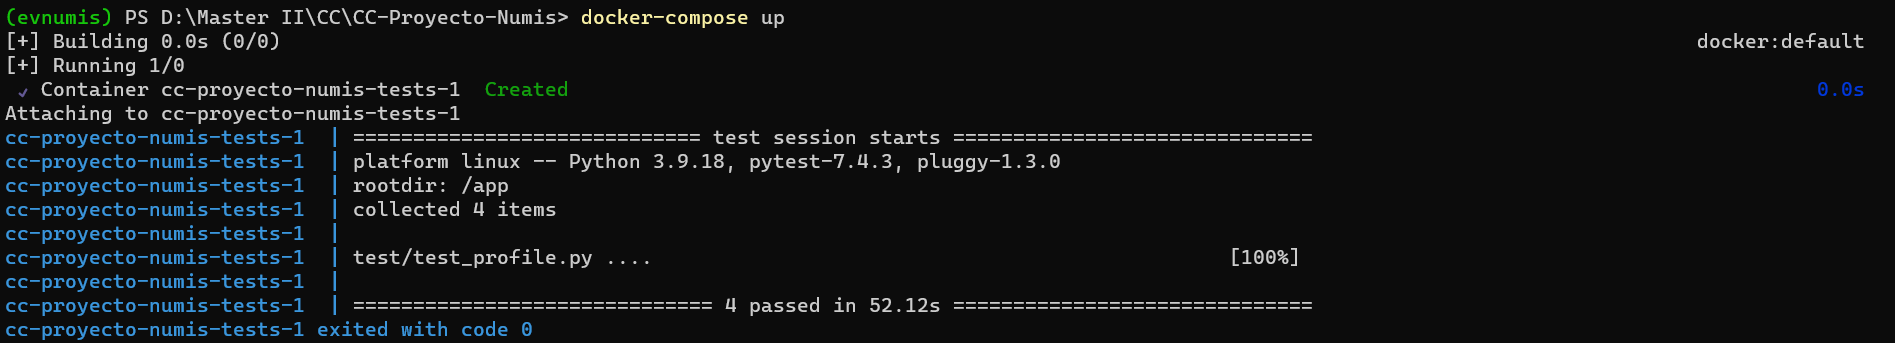 (evnumis) PS D:\Master II\CC\CC-Proyecto-Numis> docker-compose up
[+] Building 0.0s (0/0) docker:default
[+] Running 1/0
✓ Container cc-proyecto-numis-tests-1 Created 0.0s
Attaching to cc-proyecto-numis-tests-1
cc-proyecto-numis-tests-1 | ============================= test session starts ==============================
cc-proyecto-numis-tests-1 | platform linux -- Python 3.9.18, pytest-7.4.3, pluggy-1.3.0
cc-proyecto-numis-tests-1 | rootdir: /app
cc-proyecto-numis-tests-1 | collected 4 items
cc-proyecto-numis-tests-1 |
cc-proyecto-numis-tests-1 | test/test_profile.py .... [100%]
cc-proyecto-numis-tests-1 |
cc-proyecto-numis-tests-1 | ============================== 4 passed in 52.12s ==============================
cc-proyecto-numis-tests-1 exited with code 0